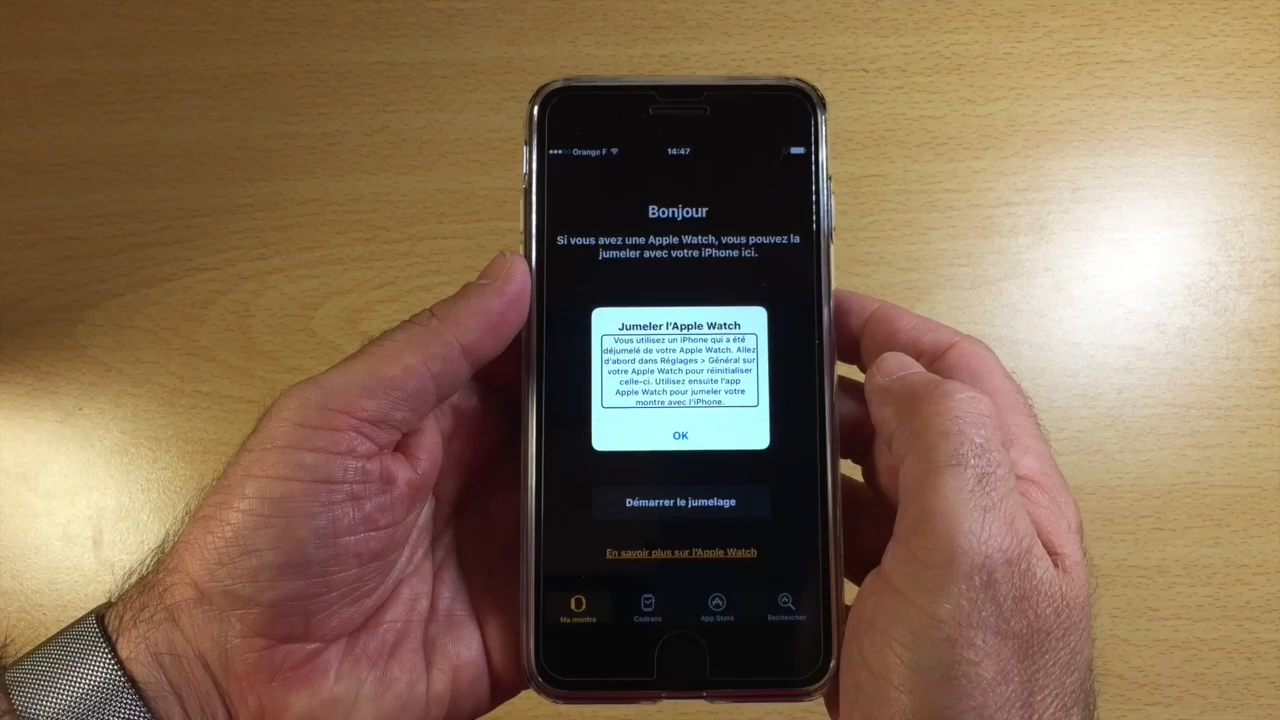 Orange F
14:47
Bonjour
Si vous avez une Apple Watch, vous pouvez la
jumeler avec votre iPhone ici.
Jumeler l'Apple Watch
Vous utilisez un iPhone qui a été
déjumelé de votre Apple Watch. Allez
d'abord dans Réglages > Général sur
votre Apple Watch pour réinitialiser
celle-ci. Utilisez ensuite l'app
Apple Watch pour jumeler votre
montre avec l'iPhone.
OK
Démarrer le jumelage
En savoir plus sur l'Apple Watch
Ma montre
Cadrans
App Store
Rechercher